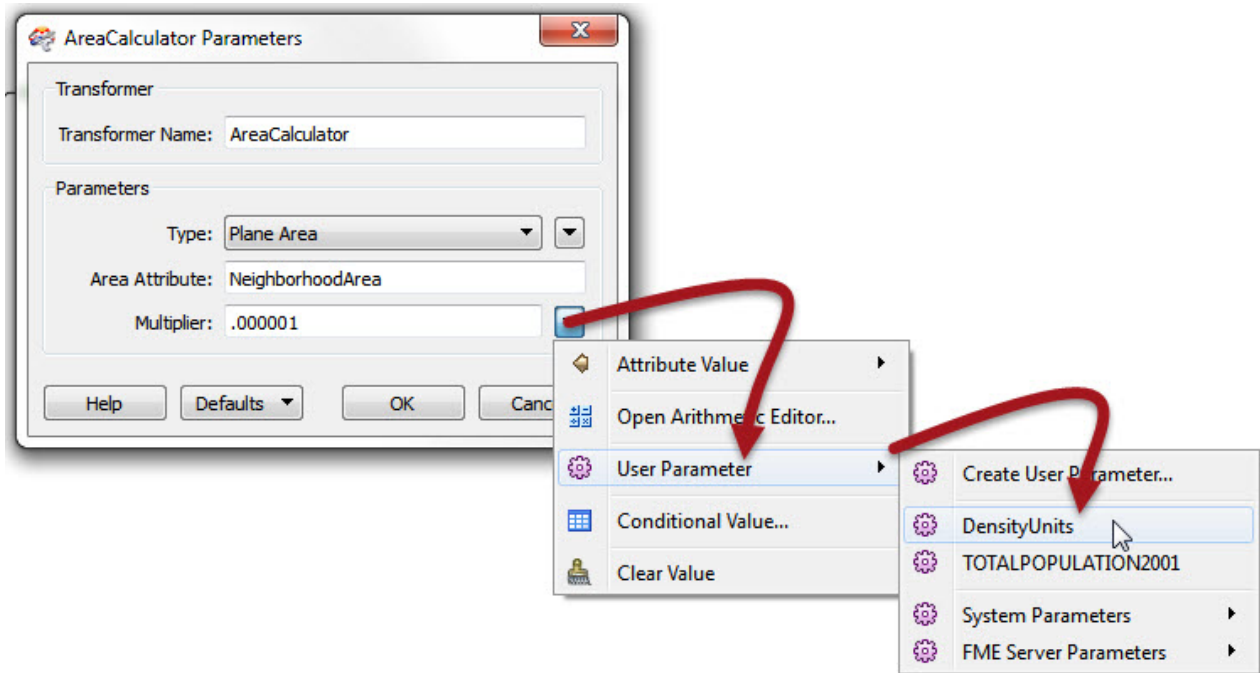 AreaCalculator Parameters
Transformer
Transformer Name: AreaCalculator
Parameters
Type: Plane Area
Area Attribute: NeighborhoodArea
Multiplier: .000001
Help Defaults OK Canc
Attribute Value
Open Arithmetic Editor...
User Parameter
Conditional Value...
Clear Value
Create User Parameter...
DensityUnits
TOTALPOPULATION2001
System Parameters
FME Server Parameters